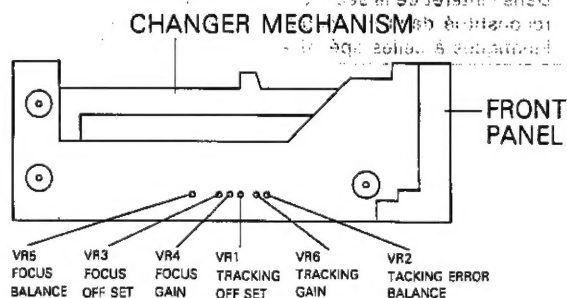 CHANGER MECHANISM
FRONT
PANEL
VR5
FOCUS
BALANCE
VR3
FOCUS
OFF SET
VR4
FOCUS
GAIN
VR1
TRACKING
OFF SET
VR6
TRACKING
GAIN
VR2
TACKING ERROR
BALANCE